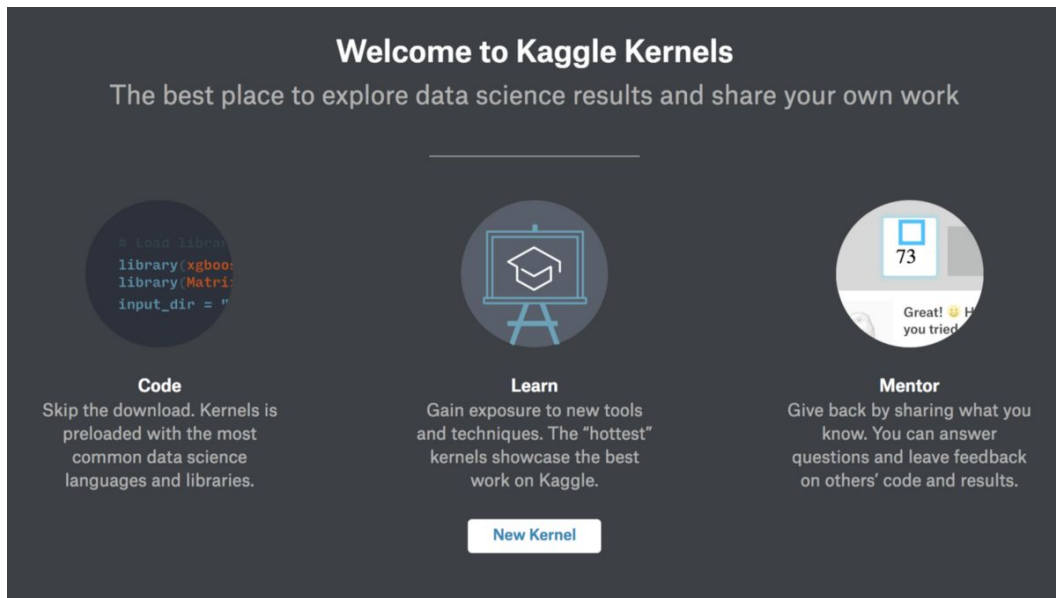 Welcome to Kaggle Kernels
The best place to explore data science results and share your own work
# Load librar
library(xgboos
library(Matri
input_dir = "
73
Great! 😀 H
you tried
Code
Skip the download. Kernels is
preloaded with the most
common data science
languages and libraries.
Learn
Gain exposure to new tools
and techniques. The “hottest”
kernels showcase the best
work on Kaggle.
Mentor
Give back by sharing what you
know. You can answer
questions and leave feedback
on others’ code and results.
New Kernel